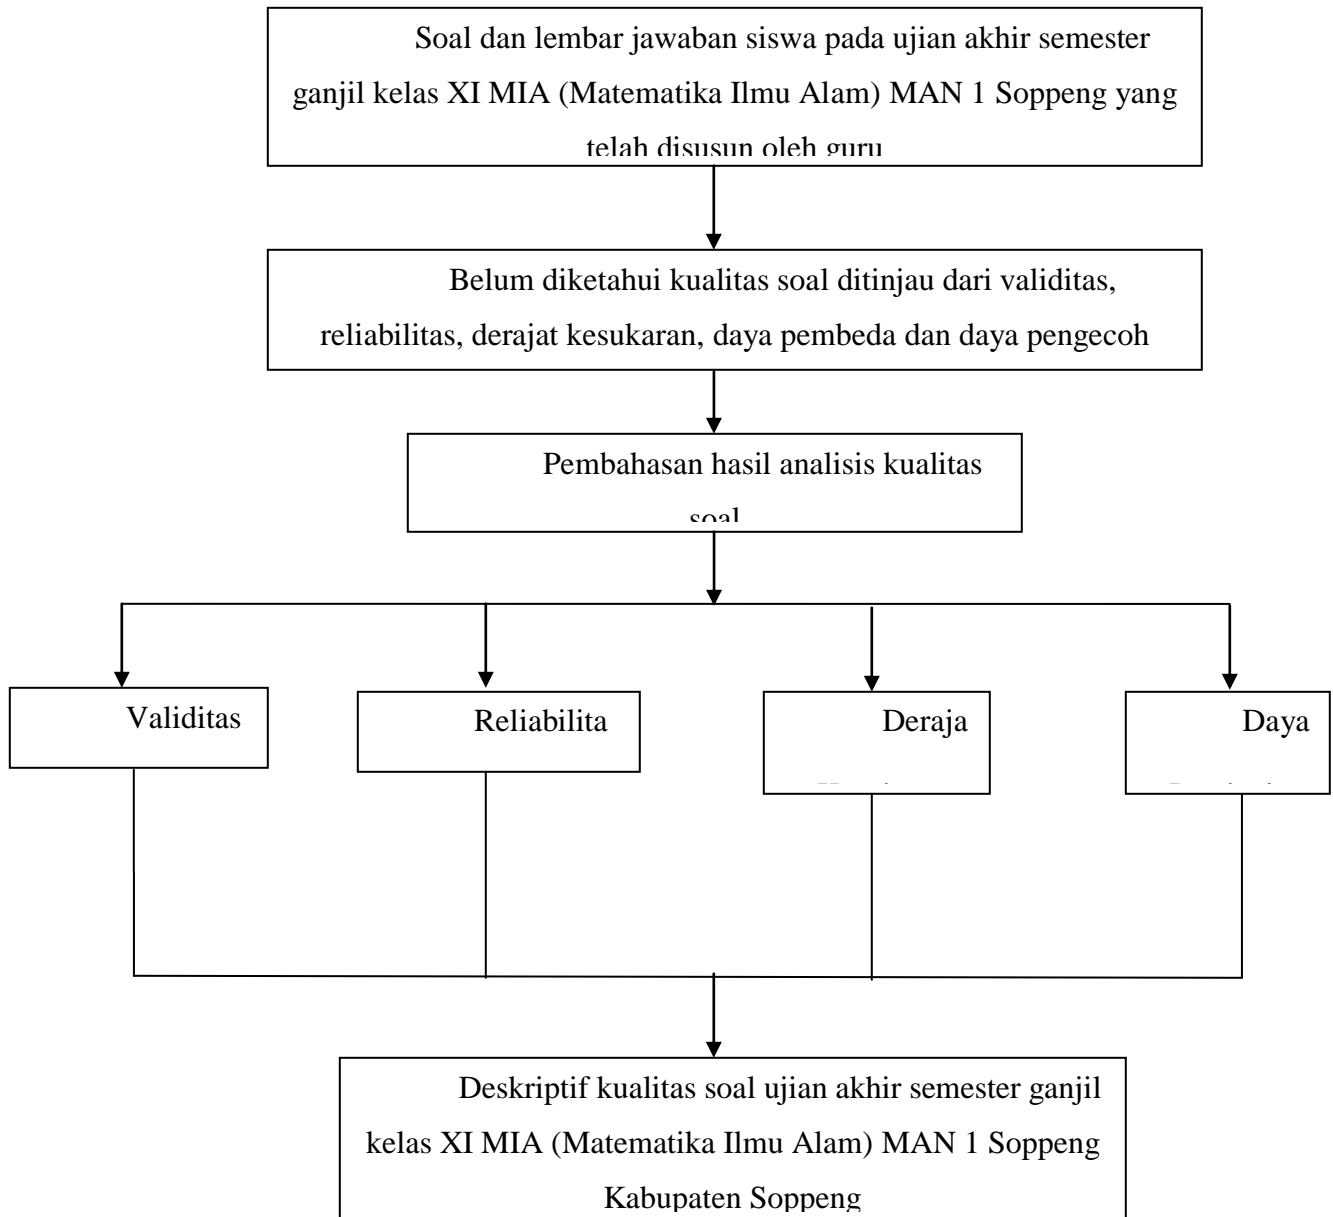 Soal dan lembar jawaban siswa pada ujian akhir semester
ganjil kelas XI MIA (Matematika Ilmu Alam) MAN 1 Soppeng yang
telah disusun oleh guru
Belum diketahui kualitas soal ditinjau dari validitas,
reliabilitas, derajat kesukaran, daya pembeda dan daya pengecoh
Pembahasan hasil analisis kualitas
soal
Validitas
Reliabilita
Deraja
Daya
Deskriptif kualitas soal ujian akhir semester ganjil
kelas XI MIA (Matematika Ilmu Alam) MAN 1 Soppeng
Kabupaten Soppeng